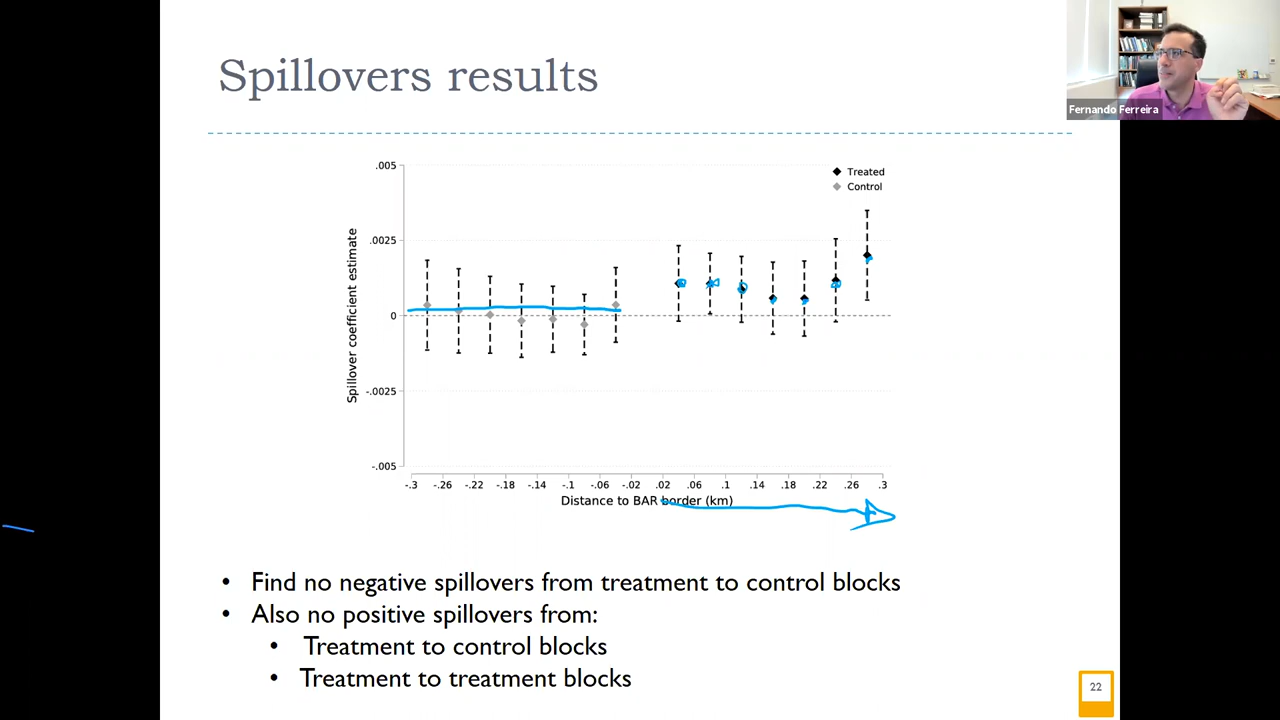 Spillovers results
Fernando Ferreira
Treated
Control
.005
.0025
0
-.0025
-.005
Spillover coefficient estimate
-.3 -.26 -.22 -.18 -.14 -.1 -.06 -.02 .02 .06 .1 .14 .18 .22 .26 .3
Distance to BAR border (km)
• Find no negative spillovers from treatment to control blocks
• Also no positive spillovers from:
• Treatment to control blocks
• Treatment to treatment blocks
22